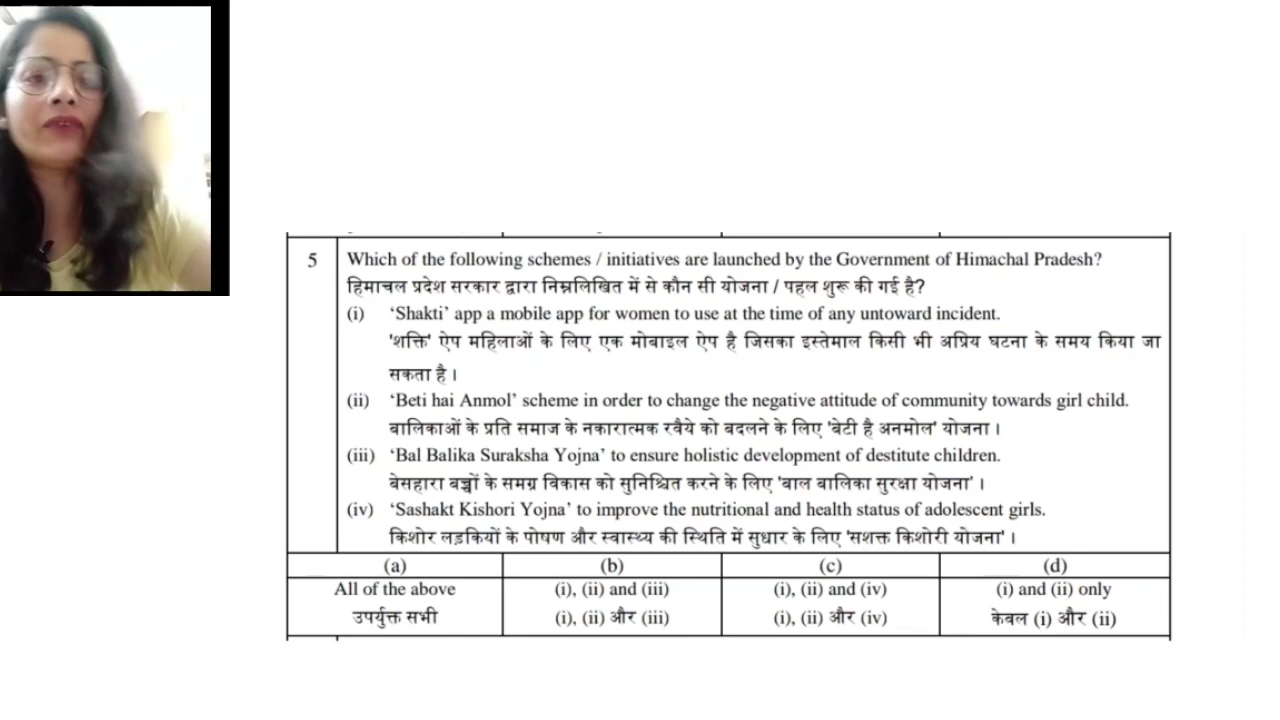 5
Which of the following schemes / initiatives are launched by the Government of Himachal Pradesh?
हिमाचल प्रदेश सरकार द्वारा निम्नलिखित में से कौन सी योजना / पहल शुरू की गई है?
(i) ‘Shakti’ app a mobile app for women to use at the time of any untoward incident.
'शक्ति' ऐप महिलाओं के लिए एक मोबाइल ऐप है जिसका इस्तेमाल किसी भी अप्रिय घटना के समय किया जा
सकता है ।
(ii) ‘Beti hai Anmol’ scheme in order to change the negative attitude of community towards girl child.
बालिकाओं के प्रति समाज के नकारात्मक रवैये को बदलने के लिए 'बेटी है अनमोल' योजना ।
(iii) ‘Bal Balika Suraksha Yojna’ to ensure holistic development of destitute children.
बेसहारा बच्चों के समग्र विकास को सुनिश्चित करने के लिए 'बाल बालिका सुरक्षा योजना' ।
(iv) ‘Sashakt Kishori Yojna’ to improve the nutritional and health status of adolescent girls.
किशोर लड़कियों के पोषण और स्वास्थ्य की स्थिति में सुधार के लिए 'सशक्त किशोरी योजना' ।
(a) (b) (c) (d)
All of the above (i), (ii) and (iii) (i), (ii) and (iv) (i) and (ii) only
उपर्युक्त सभी (i), (ii) और (iii) (i), (ii) और (iv) केवल (i) और (ii)